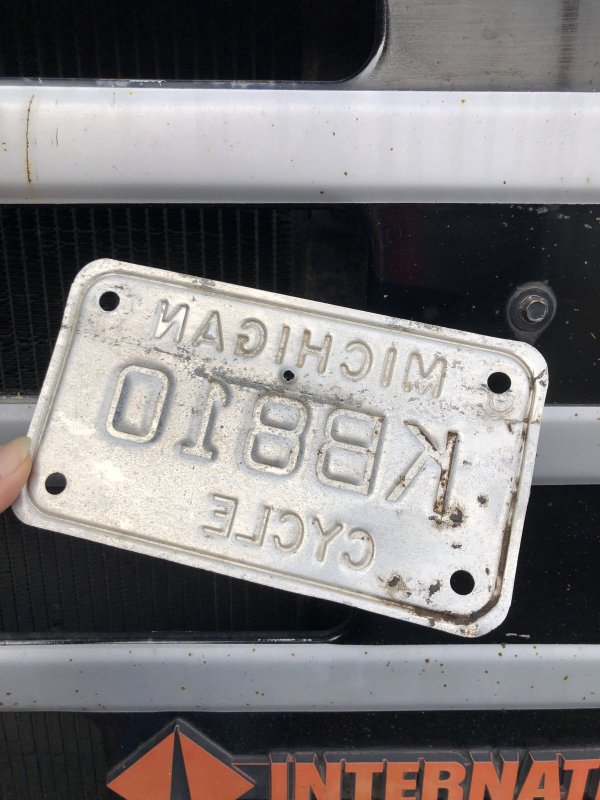 MICHIGAN
KB810
CYCLE
INTERNAT